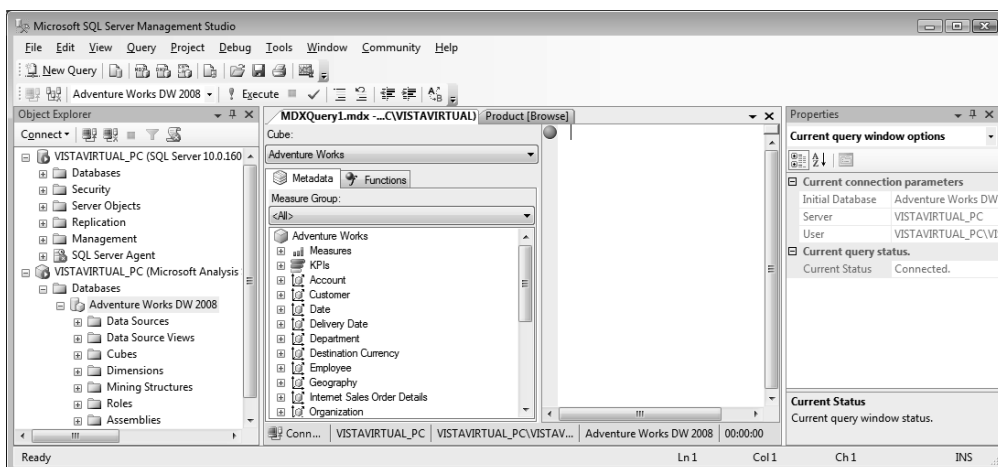 Microsoft SQL Server Management Studio
File Edit View Query Project Debug Tools Window Community Help
New Query
Adventure Works DW 2008 Execute
Object Explorer
Connect
VISTAVIRTUAL_PC (SQL Server 10.0.160
Databases
Security
Server Objects
Replication
Management
SQL Server Agent
VISTAVIRTUAL_PC (Microsoft Analysis
Databases
Adventure Works DW 2008
Data Sources
Data Source Views
Cubes
Dimensions
Mining Structures
Roles
Assemblies
MDXQuery1.mdx -...C\VISTAVIRTUAL) Product [Browse]
Cube:
Adventure Works
Metadata Functions
Measure Group:
<All>
Adventure Works
Measures
KPIs
Account
Customer
Date
Delivery Date
Department
Destination Currency
Employee
Geography
Internet Sales Order Details
Organization
Conn... VISTAVIRTUAL_PC VISTAVIRTUAL_PC\VISTAV... Adventure Works DW 2008 00:00:00
Properties
Current query window options
Current connection parameters
Initial Database Adventure Works DW
Server VISTAVIRTUAL_PC
User VISTAVIRTUAL_PC\VI
Current query status.
Current Status Connected.
Current Status
Current query window status.
Ready Ln 1 Col 1 Ch 1 INS